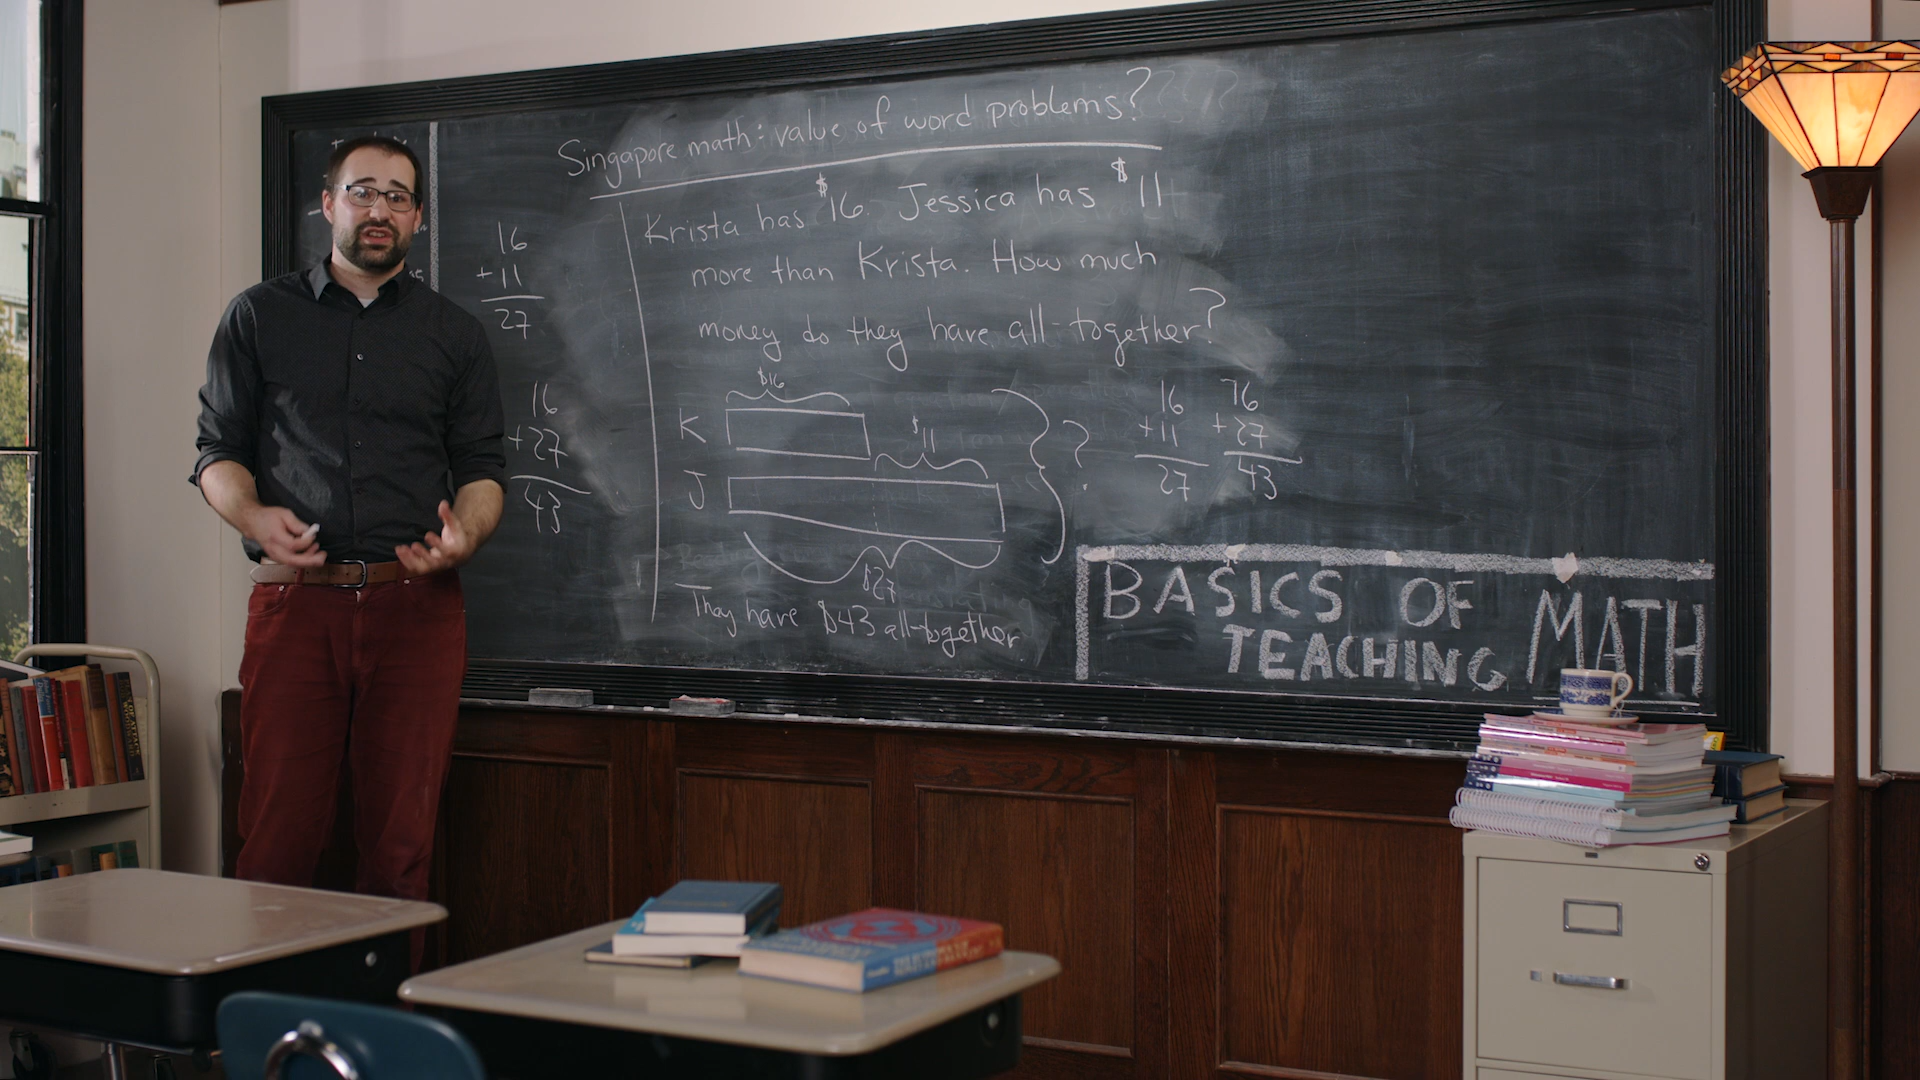 Singapore math: value of word problems?
16
+11
27
16
+27
43
Krista has $16. Jessica has $11
more than Krista. How much
money do they have all-together?
$16
K
$11
J
?
$27
16
+11
27
16
+27
43
They have $43 all-together
BASICS OF
TEACHING MATH